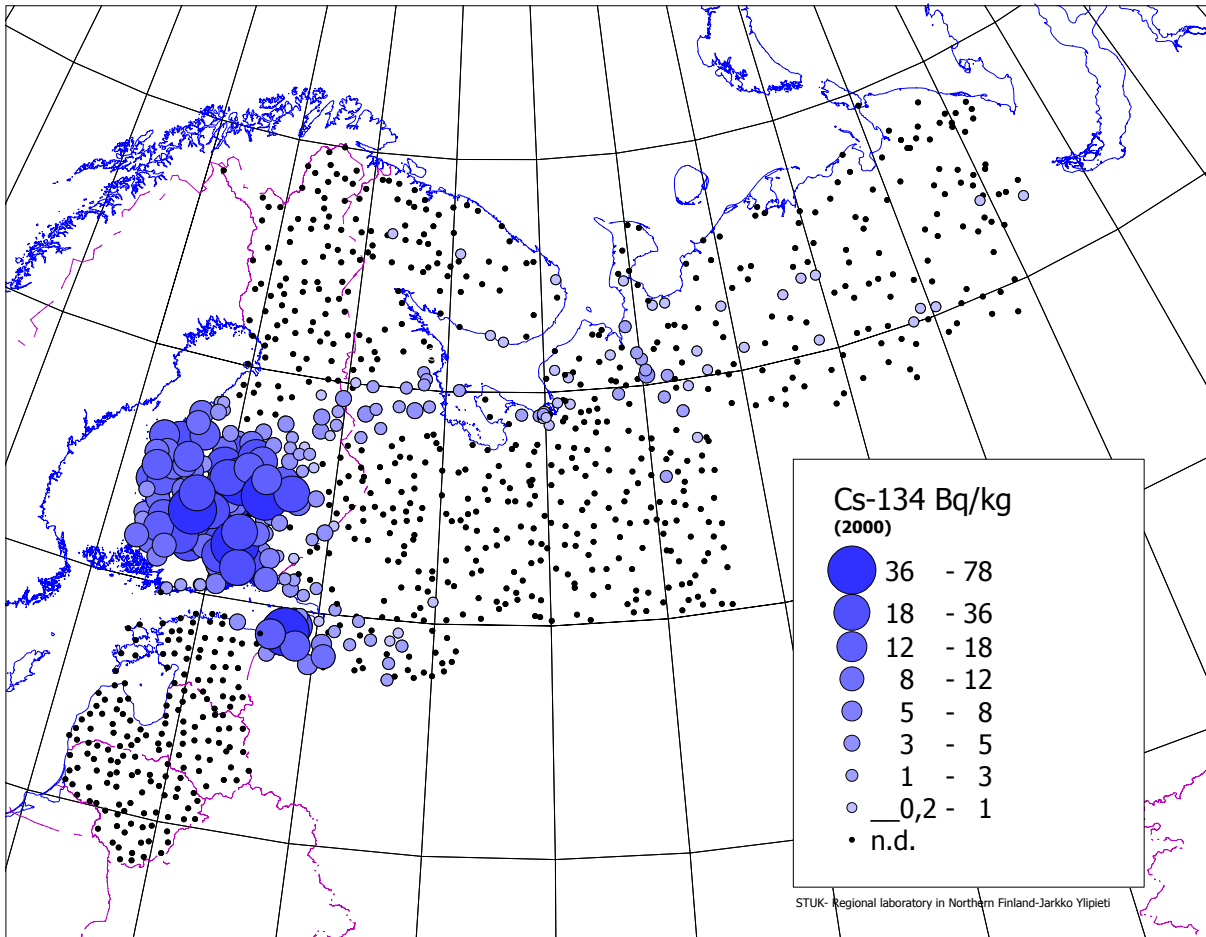 Cs-134 Bq/kg
(2000)
36 - 78
18 - 36
12 - 18
8 - 12
5 - 8
3 - 5
1 - 3
__0,2 - 1
n.d.
STUK- Regional laboratory in Northern Finland-Jarkko Ylipieti